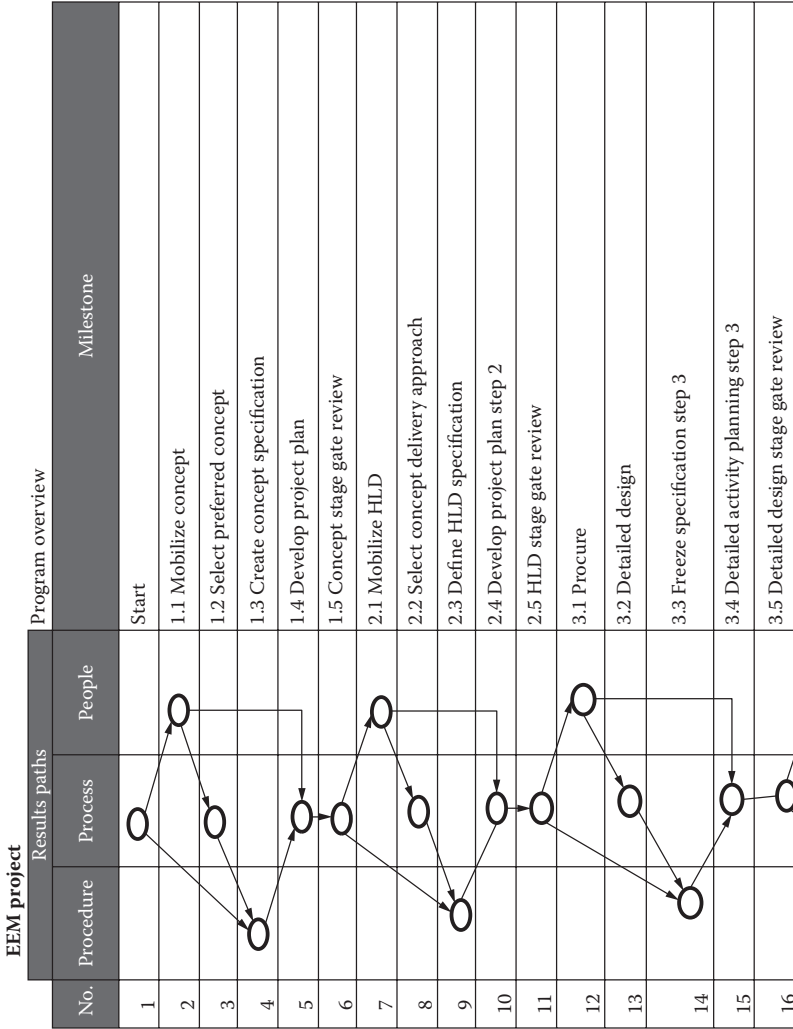 EEM project
Results paths
Program overview
No. Procedure Process People Milestone
1 Start
2 1.1 Mobilize concept
3 1.2 Select preferred concept
4 1.3 Create concept specification
5 1.4 Develop project plan
6 1.5 Concept stage gate review
7 2.1 Mobilize HLD
8 2.2 Select concept delivery approach
9 2.3 Define HLD specification
10 2.4 Develop project plan step 2
11 2.5 HLD stage gate review
12 3.1 Procure
13 3.2 Detailed design
14 3.3 Freeze specification step 3
15 3.4 Detailed activity planning step 3
16 3.5 Detailed design stage gate review